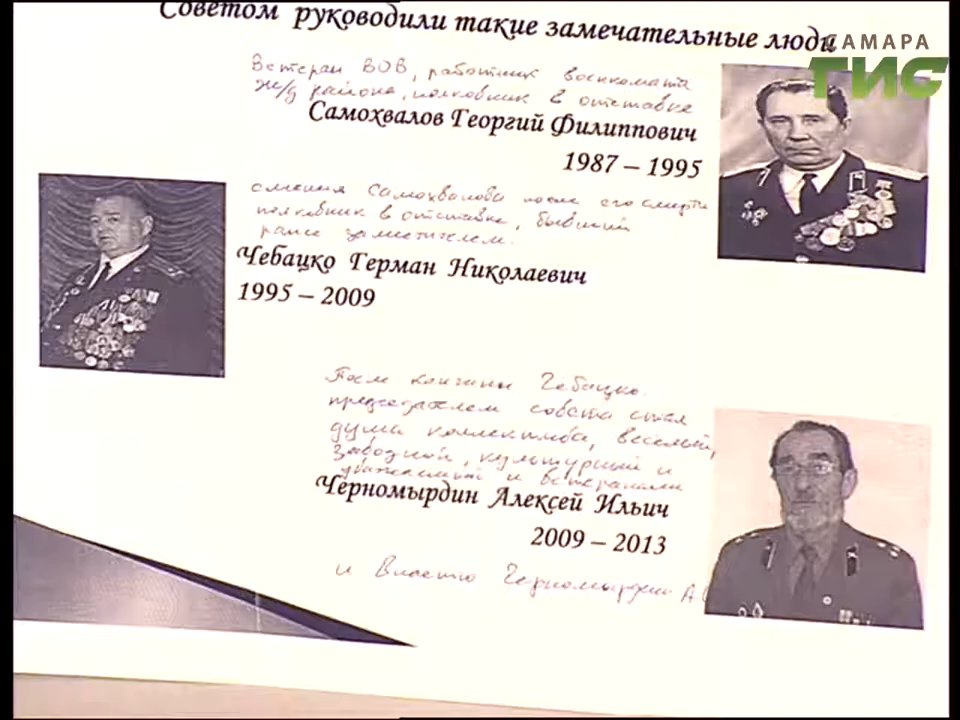 Советом руководили такие замечательные люди
САМАРА
ГИС
Ветеран ВОВ, работник военкомата
Ж/д района, полковник в отставке
Самохвалов Георгий Филиппович
1987 – 1995
сменил Самохвалова после его смерти
полковник в отставке, бывший
ранее заместителем.
Чебацко Герман Николаевич
1995 – 2009
После кончины Чебацко.
председателем совета стал
душа коллектива, веселый,
заводной, культурный и
уважаемый и ветеранами
Черномырдин Алексей Ильич
2009 – 2013
и Черномырдин А